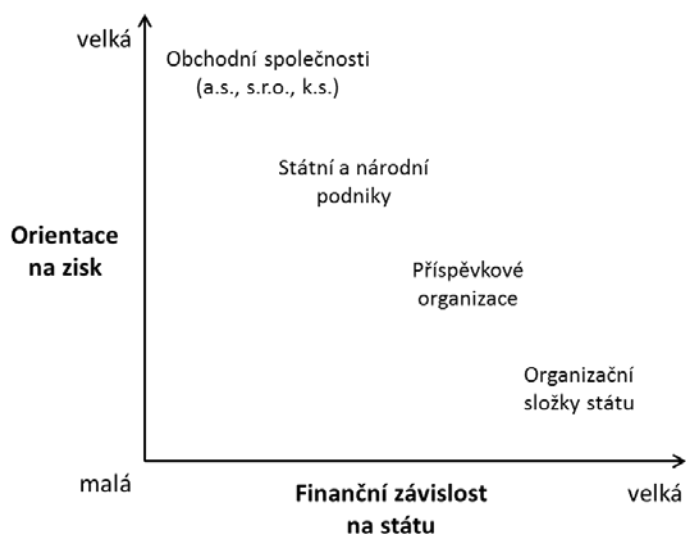 velká
Obchodní společnosti
(a.s., s.r.o., k.s.)
Státní a národní
podniky
Orientace
na zisk
Příspěvkové
organizace
Organizační
složky státu
malá
Finanční závislost
na státu
velká